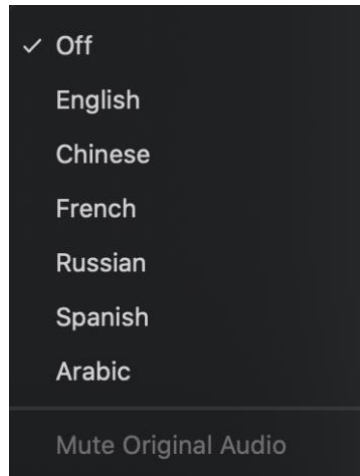 ✓ Off
English
Chinese
French
Russian
Spanish
Arabic
Mute Original Audio